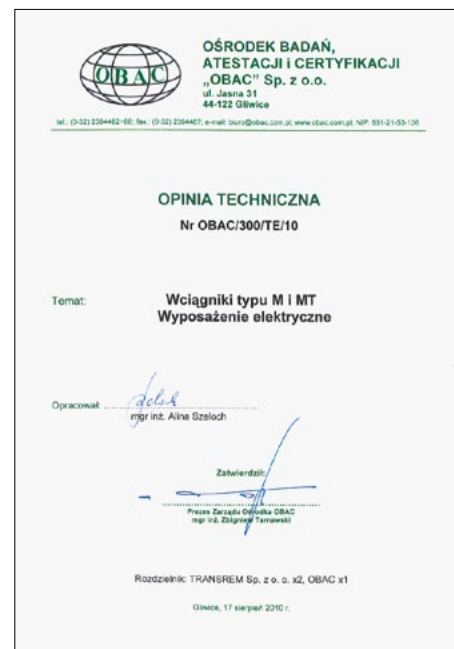 OBAC
OŚRODEK BADAŃ,
ATESTACJI i CERTYFIKACJI
„OBAC" Sp. z o.o.
ul. Jasna 31
44-122 Gliwice
OPINIA TECHNICZNA
Nr OBAC/300/TE/10
Temat:
Wciągniki typu M i MT
Wyposażenie elektryczne
Opracował:
mgr inż. Alina Szeloch
Zatwierdził:
Prezes Zarządu Ośrodka OBAC
mgr inż. Zbigniew Tarnawski
Rozdzielnik: TRANSREM Sp. z o. o. x2, OBAC x1
Gliwice, 17 sierpień 2010 r.